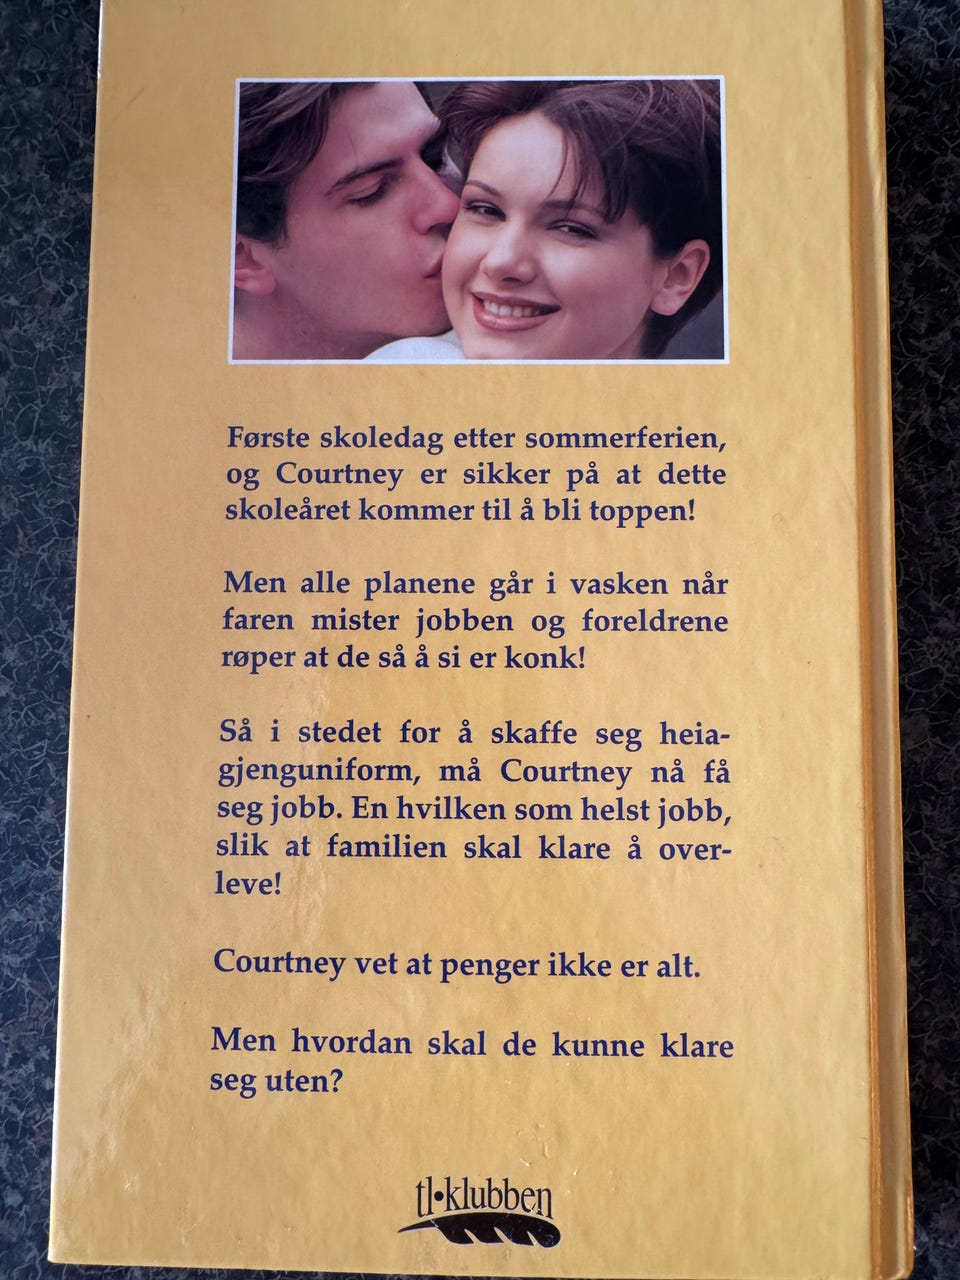 Første skoledag etter sommerferien,
og Courtney er sikker på at dette
skoleåret kommer til å bli toppen!
Men alle planene går i vasken når
faren mister jobben og foreldrene
røper at de så å si er konk!
Så i stedet for å skaffe seg heia-
gjenguniform, må Courtney nå få
seg jobb. En hvilken som helst jobb,
slik at familien skal klare å over-
leve!
Courtney vet at penger ikke er alt.
Men hvordan skal de kunne klare
seg uten?
tl•klubben